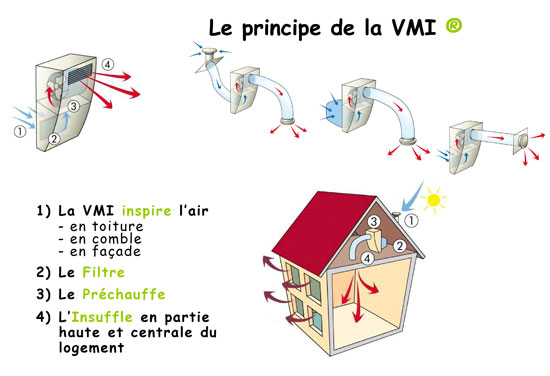 Le principe de la VMI ®
4
3
1
2
1) La VMI inspire l'air
- en toiture
- en comble
- en façade
2) Le Filtre
3) Le Préchauffe
4) L'Insuffle en partie
haute et centrale du
logement
1
3
2
4